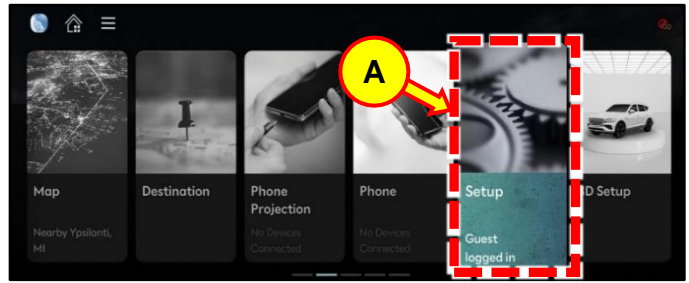 A
Map
Nearby Ypsilanti,
MI
Destination
Phone
Projection
No Devices
Connected
Phone
No Devices
Connected
Setup
Guest
logged in
3D Setup